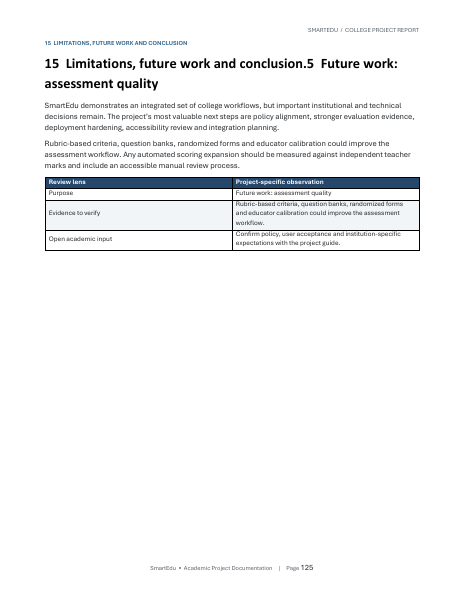 SMARTEDU / COLLEGE PROJECT REPORT
15 LIMITATIONS, FUTURE WORK AND CONCLUSION
15 Limitations, future work and conclusion.5 Future work:
assessment quality
SmartEdu demonstrates an integrated set of college workflows, but important institutional and technical
decisions remain. The project's most valuable next steps are policy alignment, stronger evaluation evidence,
deployment hardening, accessibility review and integration planning.
Rubric-based criteria, question banks, randomized forms and educator calibration could improve the
assessment workflow. Any automated scoring expansion should be measured against independent teacher
marks and include an accessible manual review process.
Review lens Project-specific observation
Purpose Future work: assessment quality
Evidence to verify Rubric-based criteria, question banks, randomized forms
and educator calibration could improve the assessment
workflow.
Open academic input Confirm policy, user acceptance and institution-specific
expectations with the project guide.
SmartEdu • Academic Project Documentation | Page 125